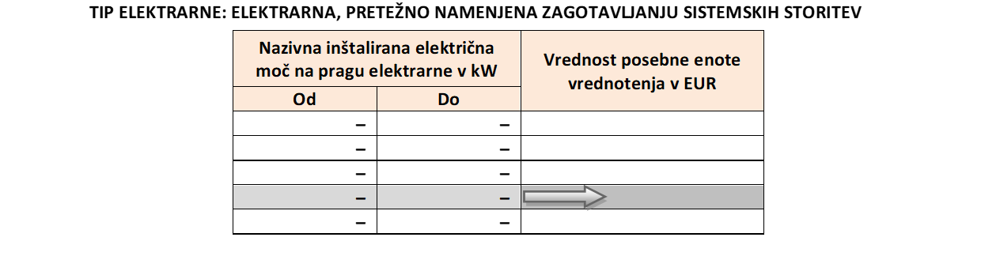 TIP ELEKTRARNE: ELEKTRARNA, PRETEŽNO NAMENJENA ZAGOTAVLJANJU SISTEMSKIH STORITEV
Nazivna inštalirana električna
moč na pragu elektrarne v kW
Vrednost posebne enote
vrednotenja v EUR
Od Do
– –
– –
– –
– –
– –